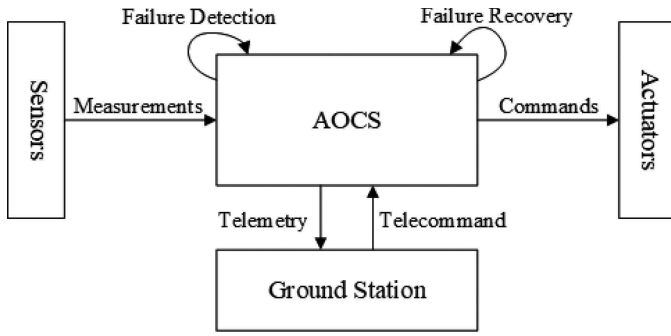 Failure Detection
Failure Recovery
Sensors
Measurements
AOCS
Commands
Actuators
Telemetry
Telecommand
Ground Station